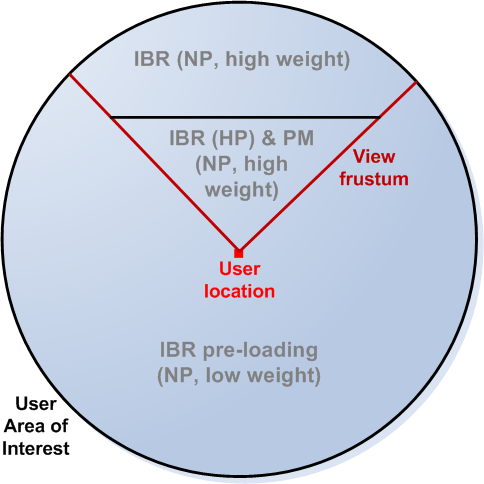 IBR (NP, high weight)
IBR (HP) & PM
(NP, high
weight)
View
frustum
User
location
IBR pre-loading
(NP, low weight)
User
Area of
Interest